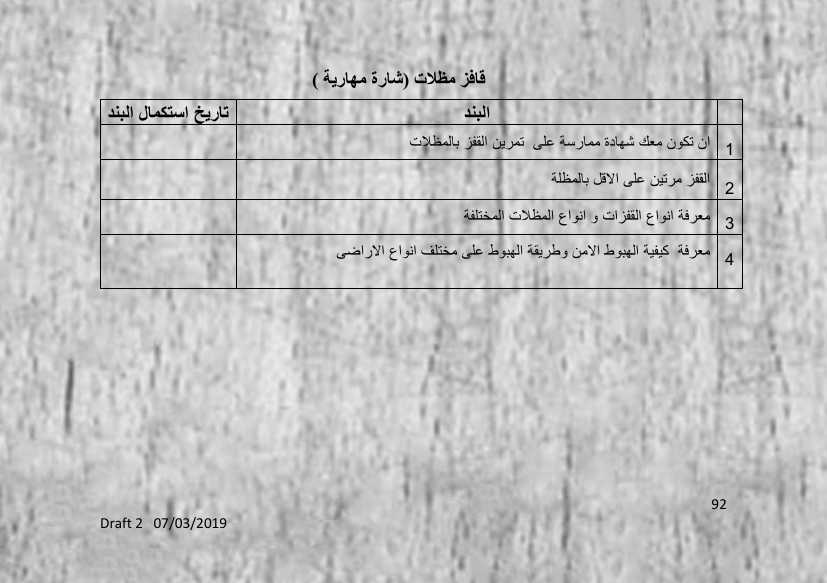 قافز مظلات (شارة مهارية )
البند تاريخ استكمال البند
1 ان تكون معك شهادة ممارسة على تمرين القفز بالمظلات
2 القفز مرتين على الاقل بالمظلة
3 معرفة انواع القفزات و انواع المظلات المختلفة
4 معرفة كيفية الهبوط الامن وطريقة الهبوط على مختلف انواع الاراضى
92
Draft 2 07/03/2019